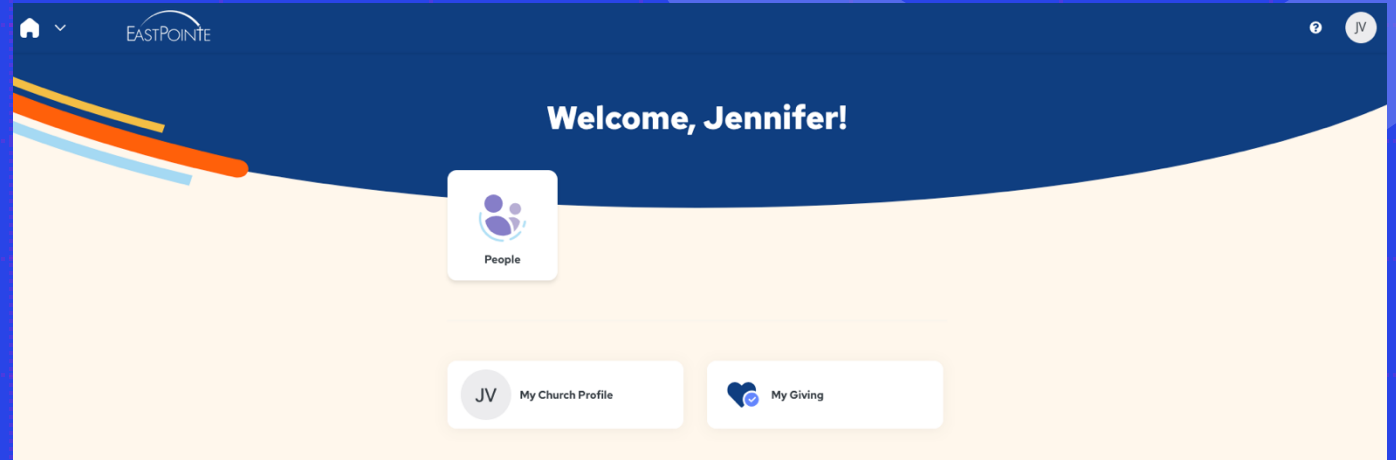 EASTPOINTE
?
JV
Welcome, Jennifer!
People
JV
My Church Profile
My Giving